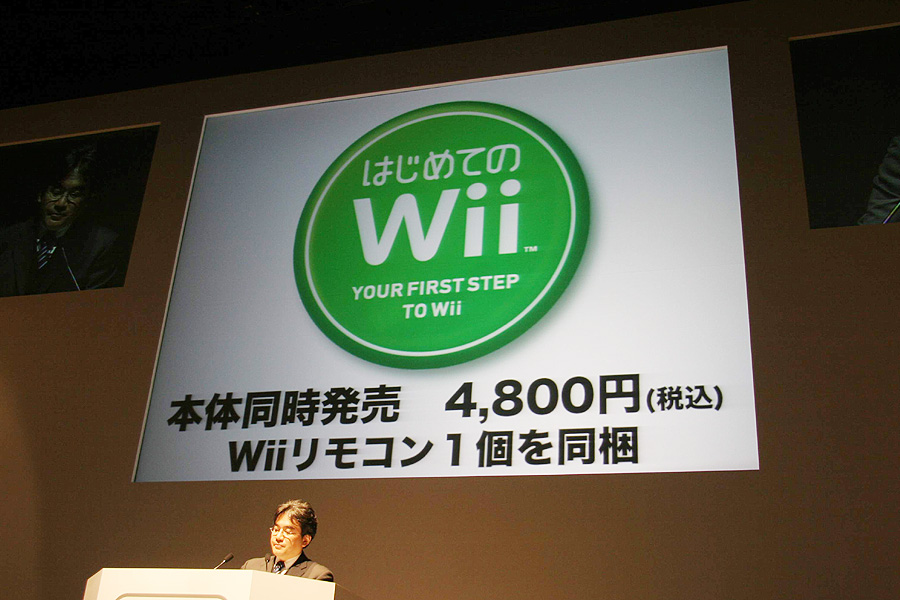 はじめての
Wii™
YOUR FIRST STEP
TO Wii
本体同時発売　4,800円(税込)
Wiiリモコン1個を同梱